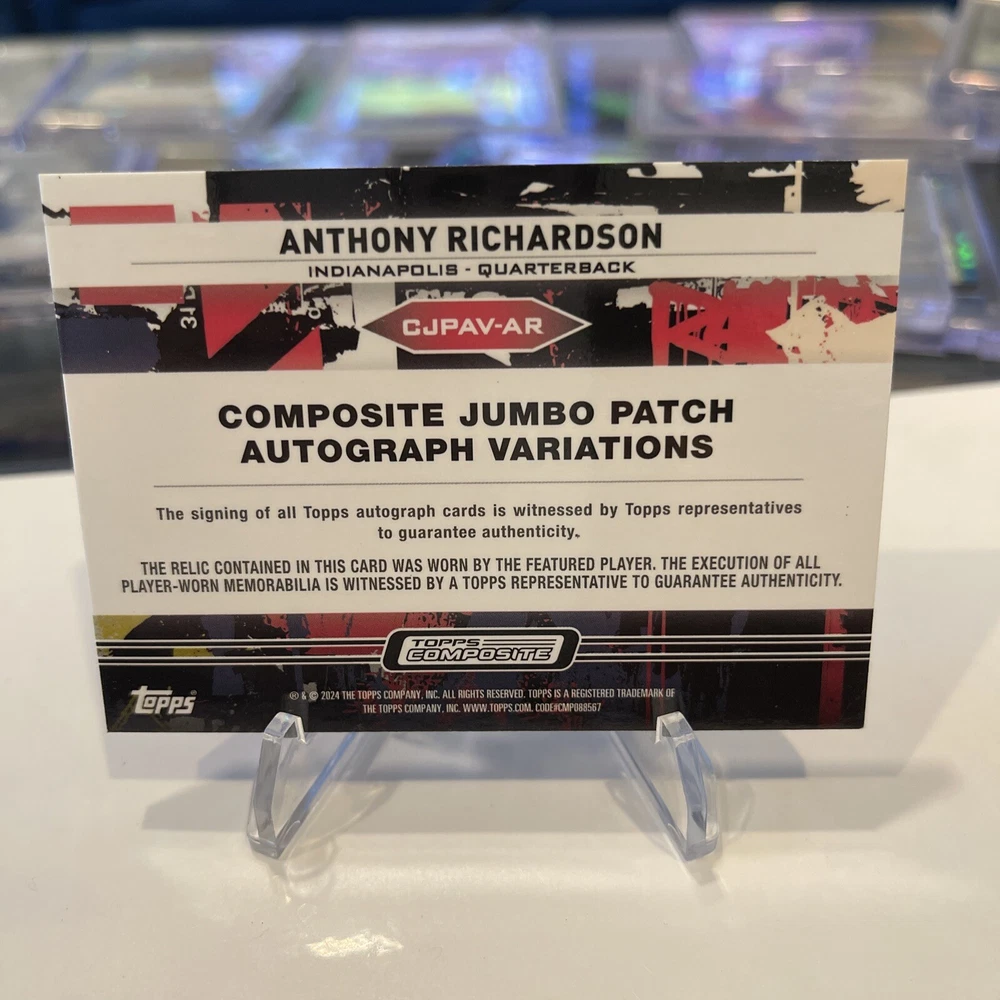 ANTHONY RICHARDSON
INDIANAPOLIS - QUARTERBACK
CJPAV-AR
COMPOSITE JUMBO PATCH
AUTOGRAPH VARIATIONS
The signing of all Topps autograph cards is witnessed by Topps representatives
to guarantee authenticity.
THE RELIC CONTAINED IN THIS CARD WAS WORN BY THE FEATURED PLAYER. THE EXECUTION OF ALL
PLAYER-WORN MEMORABILIA IS WITNESSED BY A TOPPS REPRESENTATIVE TO GUARANTEE AUTHENTICITY.
TOPPS
COMPOSITE
Topps
® & © 2024 THE TOPPS COMPANY, INC. ALL RIGHTS RESERVED. TOPPS IS A REGISTERED TRADEMARK OF
THE TOPPS COMPANY, INC. WWW.TOPPS.COM. CODE#CMP088567